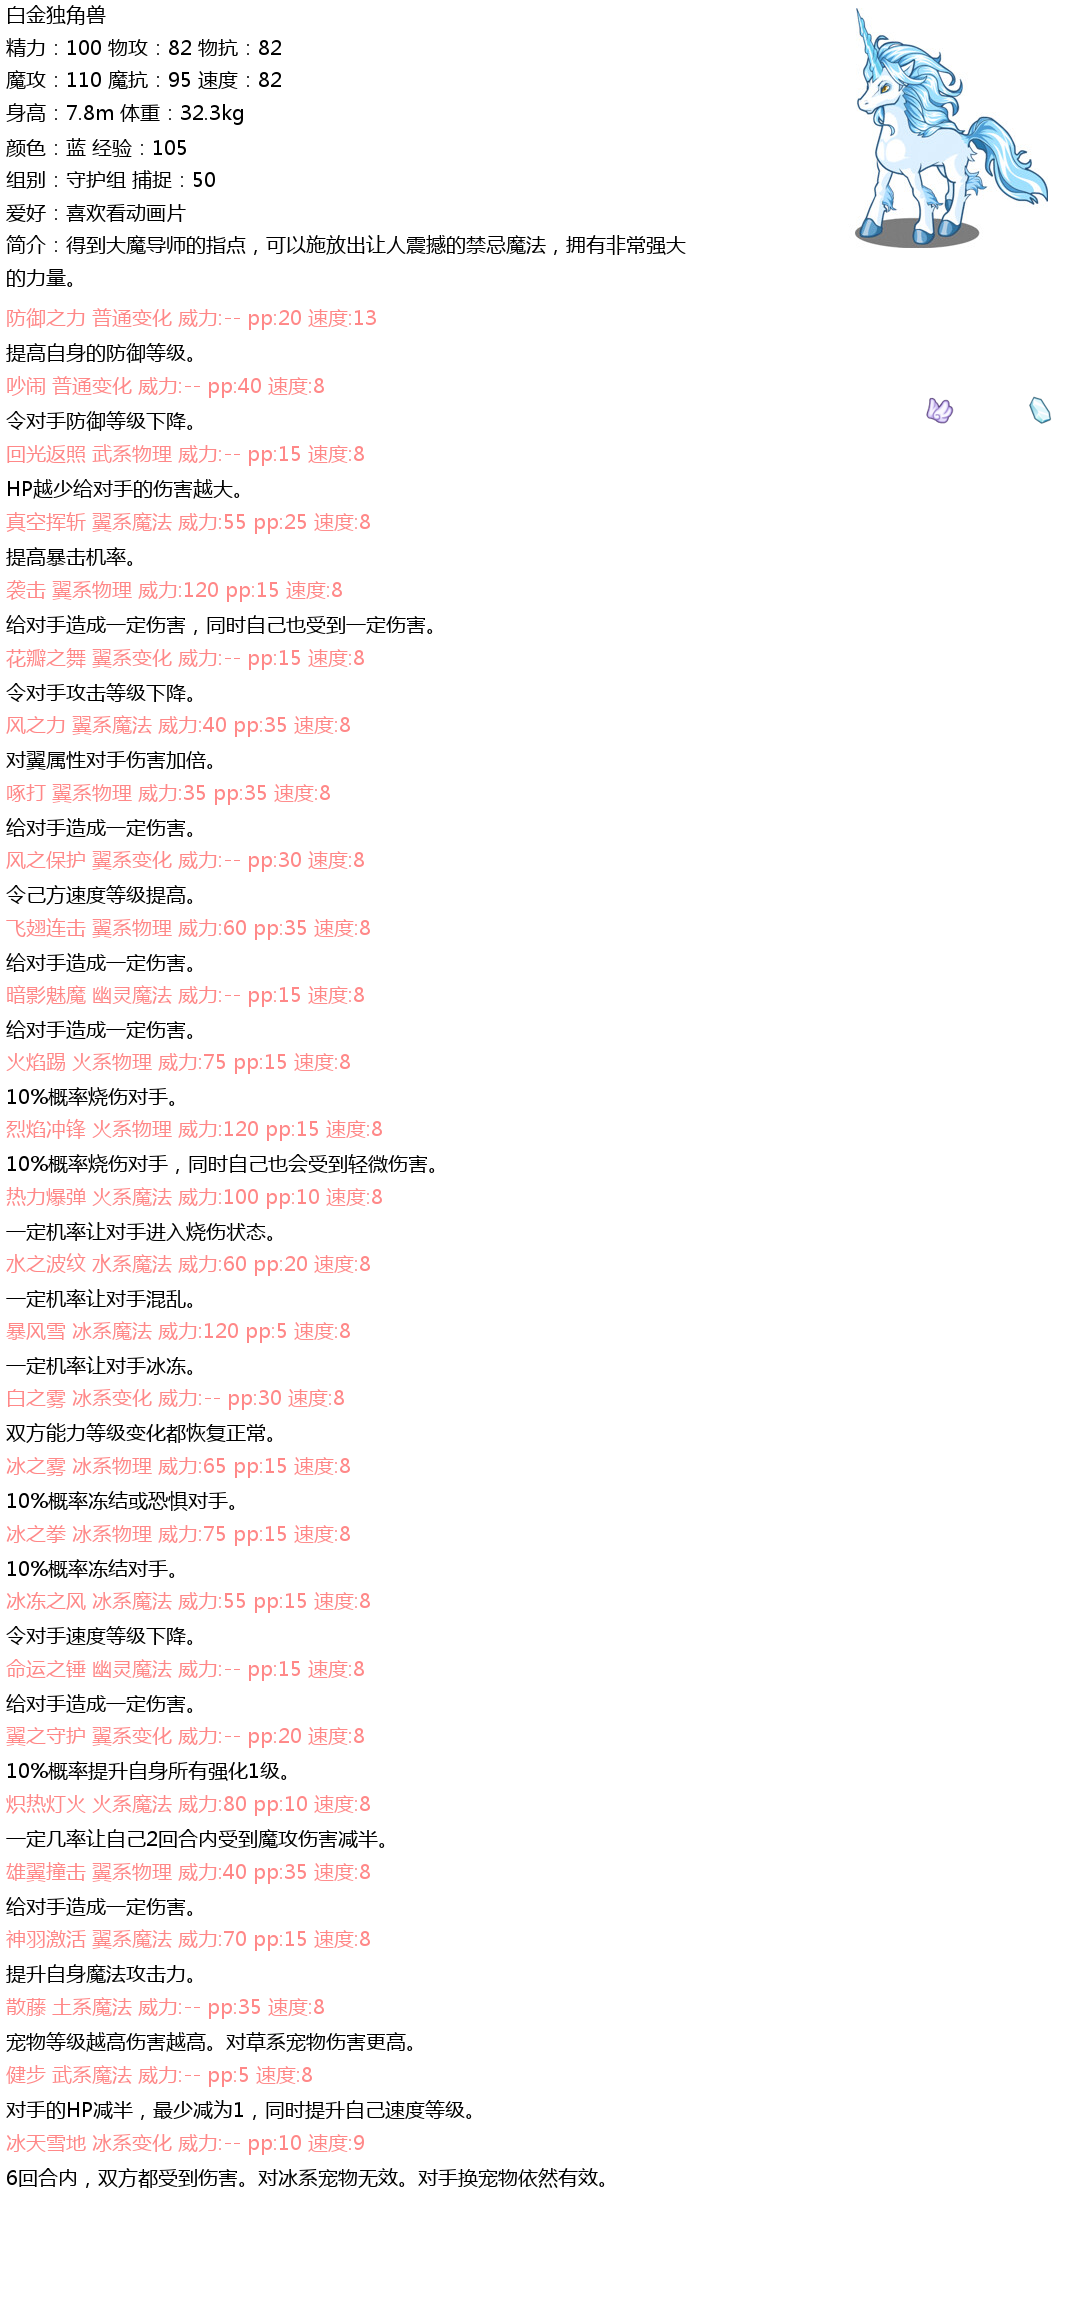 白金独角兽
精力：100 物攻：82 物抗：82
魔攻：110 魔抗：95 速度：82
身高：7.8m 体重：32.3kg
颜色：蓝 经验：105
组别：守护组 捕捉：50
爱好：喜欢看动画片
简介：得到大魔导师的指点，可以施放出让人震撼的禁忌魔法，拥有非常强大
的力量。
防御之力 普通变化 威力:-- pp:20 速度:13
提高自身的防御等级。
吵闹 普通变化 威力:-- pp:40 速度:8
令对手防御等级下降。
回光返照 武系物理 威力:-- pp:15 速度:8
HP越少给对手的伤害越大。
真空挥斩 翼系魔法 威力:55 pp:25 速度:8
提高暴击机率。
袭击 翼系物理 威力:120 pp:15 速度:8
给对手造成一定伤害，同时自己也受到一定伤害。
花瓣之舞 翼系变化 威力:-- pp:15 速度:8
令对手攻击等级下降。
风之力 翼系魔法 威力:40 pp:35 速度:8
对翼属性对手伤害加倍。
啄打 翼系物理 威力:35 pp:35 速度:8
给对手造成一定伤害。
风之保护 翼系变化 威力:-- pp:30 速度:8
令己方速度等级提高。
飞翅连击 翼系物理 威力:60 pp:35 速度:8
给对手造成一定伤害。
暗影魅魔 幽灵魔法 威力:-- pp:15 速度:8
给对手造成一定伤害。
火焰踢 火系物理 威力:75 pp:15 速度:8
10%概率烧伤对手。
烈焰冲锋 火系物理 威力:120 pp:15 速度:8
10%概率烧伤对手，同时自己也会受到轻微伤害。
热力爆弹 火系魔法 威力:100 pp:10 速度:8
一定机率让对手进入烧伤状态。
水之波纹 水系魔法 威力:60 pp:20 速度:8
一定机率让对手混乱。
暴风雪 冰系魔法 威力:120 pp:5 速度:8
一定机率让对手冰冻。
白之雾 冰系变化 威力:-- pp:30 速度:8
双方能力等级变化都恢复正常。
冰之雾 冰系物理 威力:65 pp:15 速度:8
10%概率冻结或恐惧对手。
冰之拳 冰系物理 威力:75 pp:15 速度:8
10%概率冻结对手。
冰冻之风 冰系魔法 威力:55 pp:15 速度:8
令对手速度等级下降。
命运之锤 幽灵魔法 威力:-- pp:15 速度:8
给对手造成一定伤害。
翼之守护 翼系变化 威力:-- pp:20 速度:8
10%概率提升自身所有强化1级。
炽热灯火 火系魔法 威力:80 pp:10 速度:8
一定几率让自己2回合内受到魔攻伤害减半。
雄翼撞击 翼系物理 威力:40 pp:35 速度:8
给对手造成一定伤害。
神羽激活 翼系魔法 威力:70 pp:15 速度:8
提升自身魔法攻击力。
散藤 土系魔法 威力:-- pp:35 速度:8
宠物等级越高伤害越高。对草系宠物伤害更高。
健步 武系魔法 威力:-- pp:5 速度:8
对手的HP减半，最少减为1，同时提升自己速度等级。
冰天雪地 冰系变化 威力:-- pp:10 速度:9
6回合内，双方都受到伤害。对冰系宠物无效。对手换宠物依然有效。